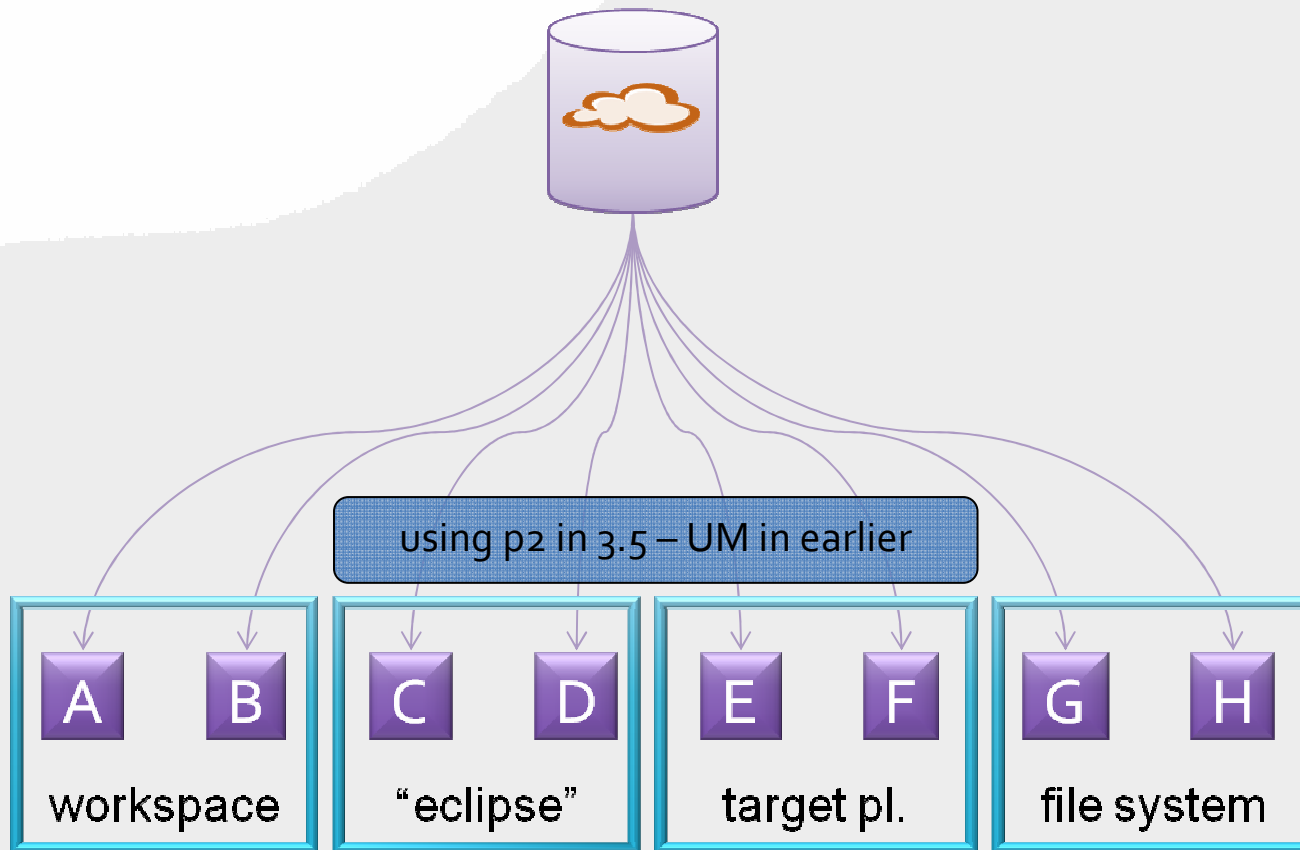 using p2 in 3.5 – UM in earlier
A B C D E F G H
workspace “eclipse” target pl. file system